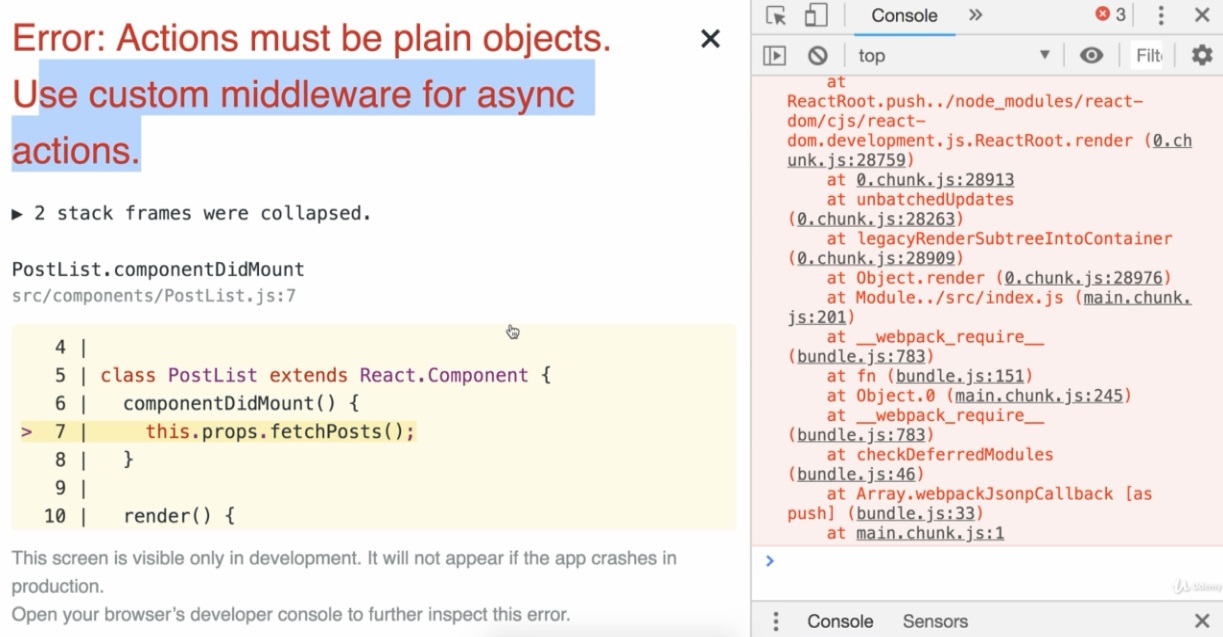 Error: Actions must be plain objects.
Use custom middleware for async
actions.
▶ 2 stack frames were collapsed.
PostList.componentDidMount
src/components/PostList.js:7
4 |
5 | class PostList extends React.Component {
6 | componentDidMount() {
> 7 | this.props.fetchPosts();
8 | }
9 |
10 | render() {
This screen is visible only in development. It will not appear if the app crashes in
production.
Open your browser's developer console to further inspect this error.
Console
3
top
Filt
at
ReactRoot.push../node_modules/react-
dom/cjs/react-
dom.development.js.ReactRoot.render (0.ch
unk.js:28759)
at 0.chunk.js:28913
at unbatchedUpdates
(0.chunk.js:28263)
at legacyRenderSubtreeIntoContainer
(0.chunk.js:28909)
at Object.render (0.chunk.js:28976)
at Module../src/index.js (main.chunk.
js:201)
at __webpack_require__
(bundle.js:783)
at fn (bundle.js:151)
at Object.0 (main.chunk.js:245)
at __webpack_require__
(bundle.js:783)
at checkDeferredModules
(bundle.js:46)
at Array.webpackJsonpCallback [as
push] (bundle.js:33)
at main.chunk.js:1
Udemy
Console Sensors